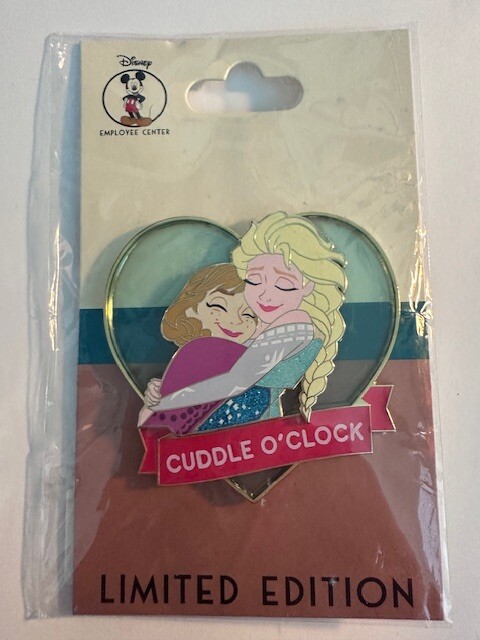 Disney
EMPLOYEE CENTER
CUDDLE O'CLOCK
LIMITED EDITION